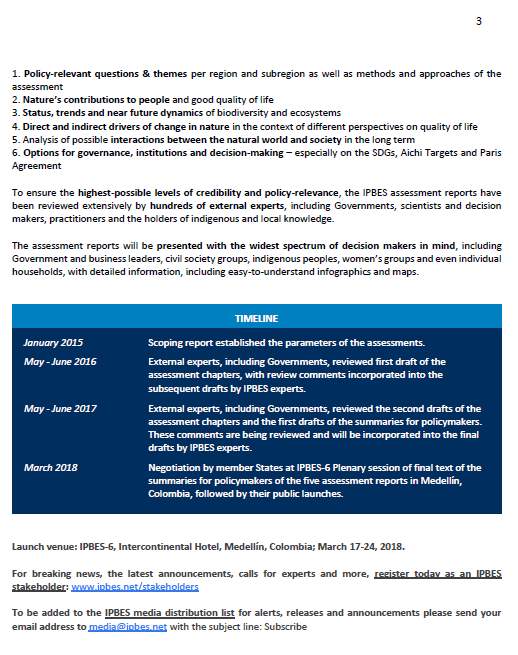 3
1. Policy-relevant questions & themes per region and subregion as well as methods and approaches of the
assessment
2. Nature's contributions to people and good quality of life
3. Status, trends and near future dynamics of biodiversity and ecosystems
4. Direct and indirect drivers of change in nature in the context of different perspectives on quality of life
5. Analysis of possible interactions between the natural world and society in the long term
6. Options for governance, institutions and decision-making – especially on the SDGs, Aichi Targets and Paris
Agreement
To ensure the highest-possible levels of credibility and policy-relevance, the IPBES assessment reports have
been reviewed extensively by hundreds of external experts, including Governments, scientists and decision
makers, practitioners and the holders of indigenous and local knowledge.
The assessment reports will be presented with the widest spectrum of decision makers in mind, including
Government and business leaders, civil society groups, indigenous peoples, women's groups and even individual
households, with detailed information, including easy-to-understand infographics and maps.
TIMELINE
January 2015 Scoping report established the parameters of the assessments.
May - June 2016 External experts, including Governments, reviewed first draft of the
assessment chapters, with review comments incorporated into the
subsequent drafts by IPBES experts.
May - June 2017 External experts, including Governments, reviewed the second drafts of the
assessment chapters and the first drafts of the summaries for policymakers.
These comments are being reviewed and will be incorporated into the final
drafts by IPBES experts.
March 2018 Negotiation by member States at IPBES-6 Plenary session of final text of the
summaries for policymakers of the five assessment reports in Medellín,
Colombia, followed by their public launches.
Launch venue: IPBES-6, Intercontinental Hotel, Medellín, Colombia; March 17-24, 2018.
For breaking news, the latest announcements, calls for experts and more, register today as an IPBES
stakeholder: www.ipbes.net/stakeholders
To be added to the IPBES media distribution list for alerts, releases and announcements please send your
email address to media@ipbes.net with the subject line: Subscribe